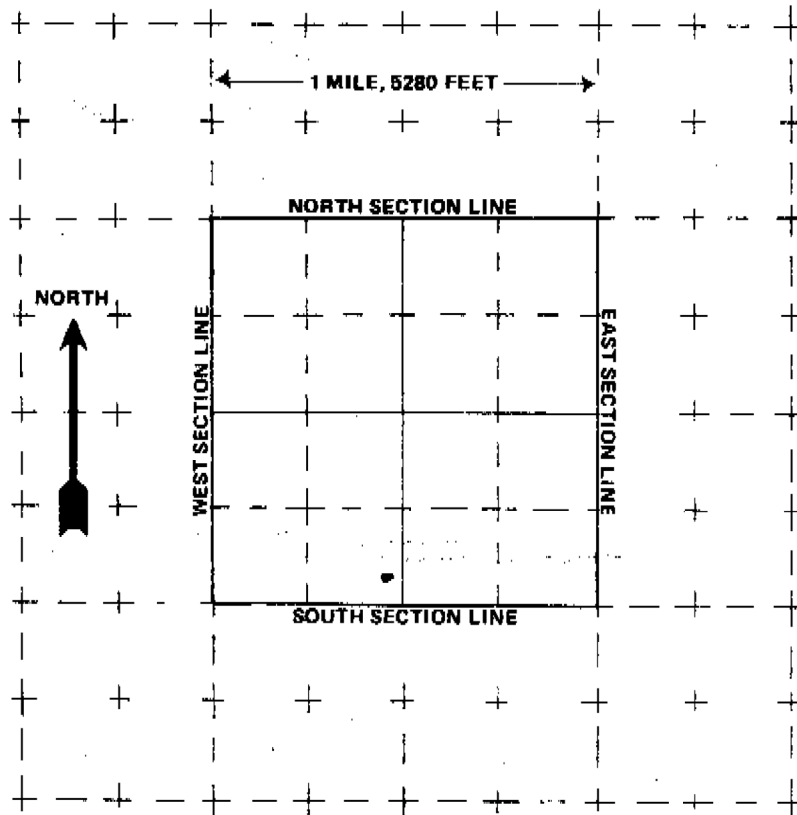 1 MILE, 5280 FEET
NORTH SECTION LINE
NORTH
WEST SECTION LINE
EAST SECTION LINE
SOUTH SECTION LINE